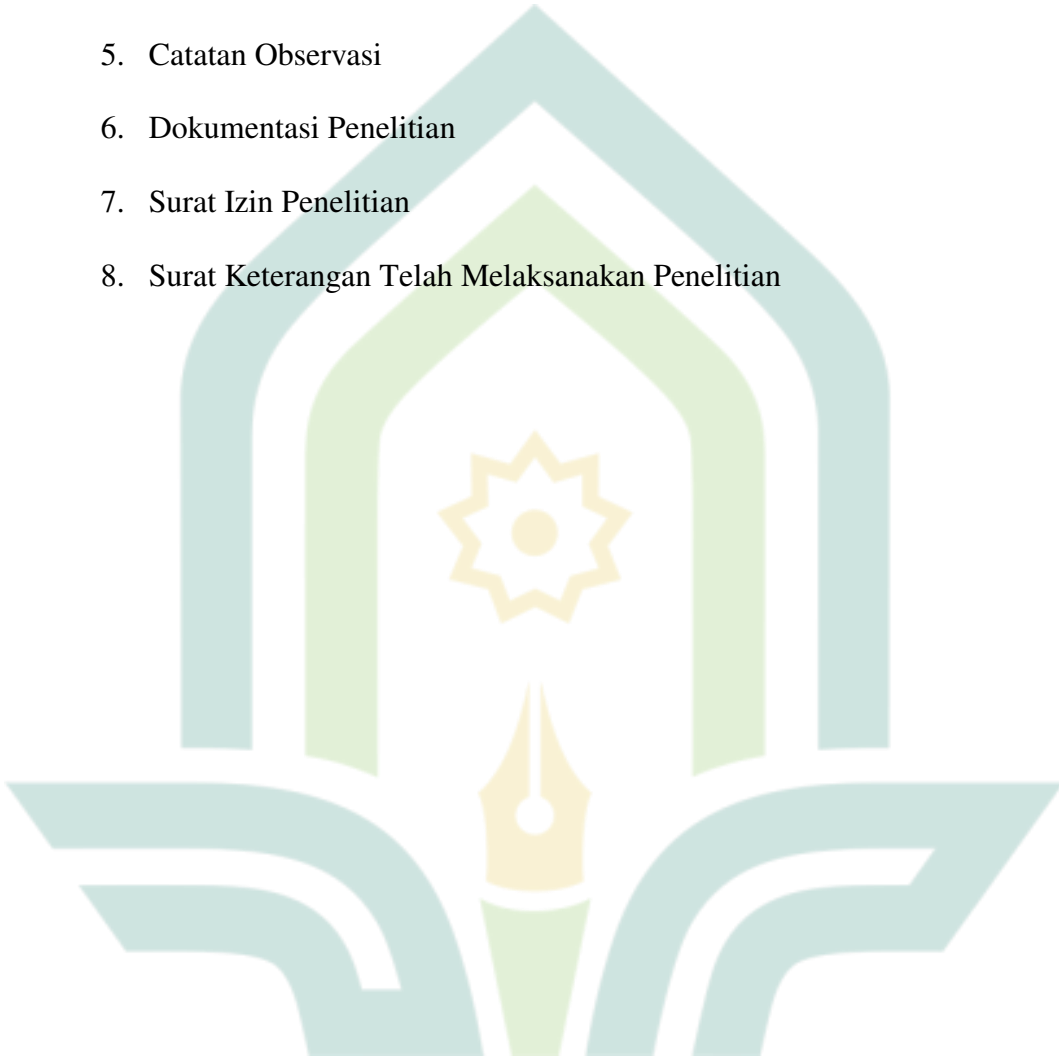 5. Catatan Observasi
6. Dokumentasi Penelitian
7. Surat Izin Penelitian
8. Surat Keterangan Telah Melaksanakan Penelitian